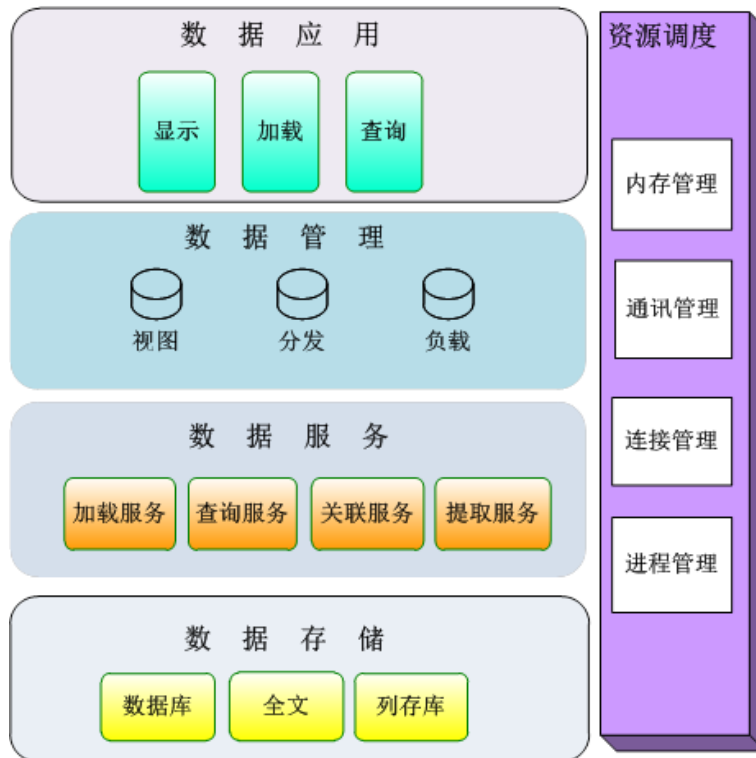 数据应用
显示 加载 查询
数据管理
视图 分发 负载
数据服务
加载服务 查询服务 关联服务 提取服务
数据存储
数据库 全文 列存库
资源调度
内存管理
通讯管理
连接管理
进程管理